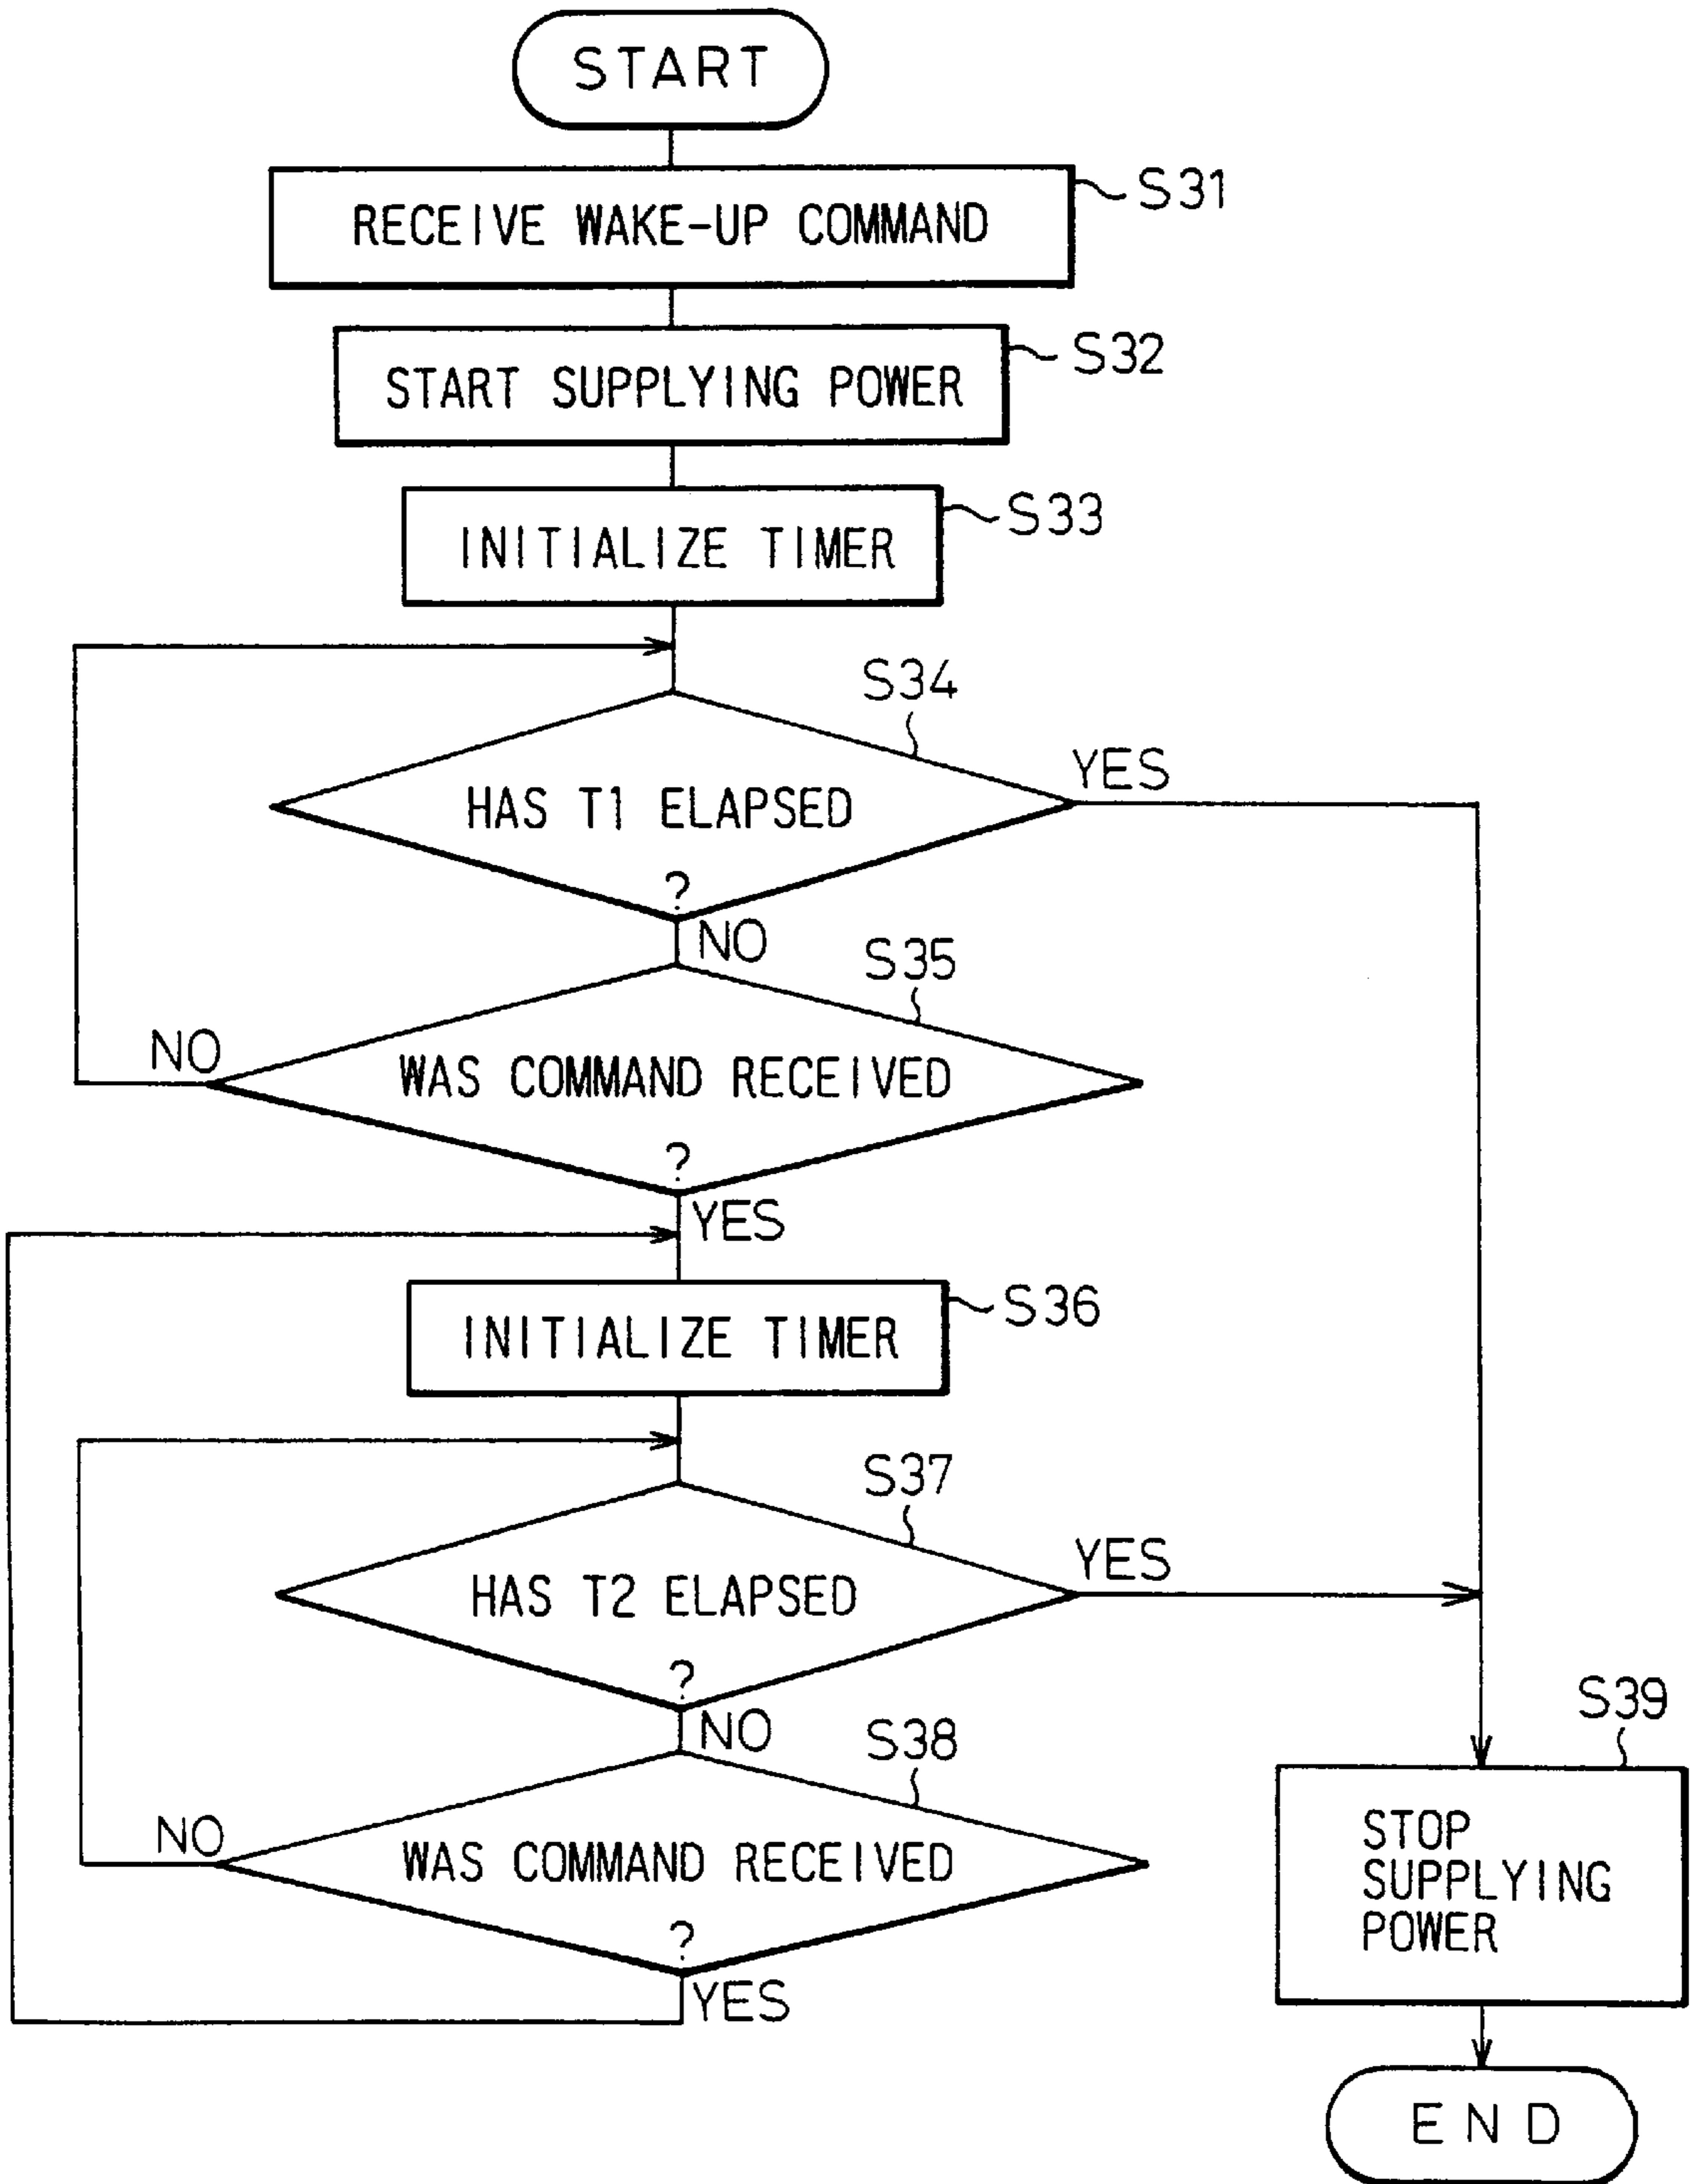 START
S31
RECEIVE WAKE-UP COMMAND
S32
START SUPPLYING POWER
S33
INITIALIZE TIMER
S34
YES
HAS T1 ELAPSED
?
NO
S35
NO
WAS COMMAND RECEIVED
?
YES
S36
INITIALIZE TIMER
S37
YES
HAS T2 ELAPSED
?
NO
S38
NO
WAS COMMAND RECEIVED
?
YES
S39
STOP
SUPPLYING
POWER
END